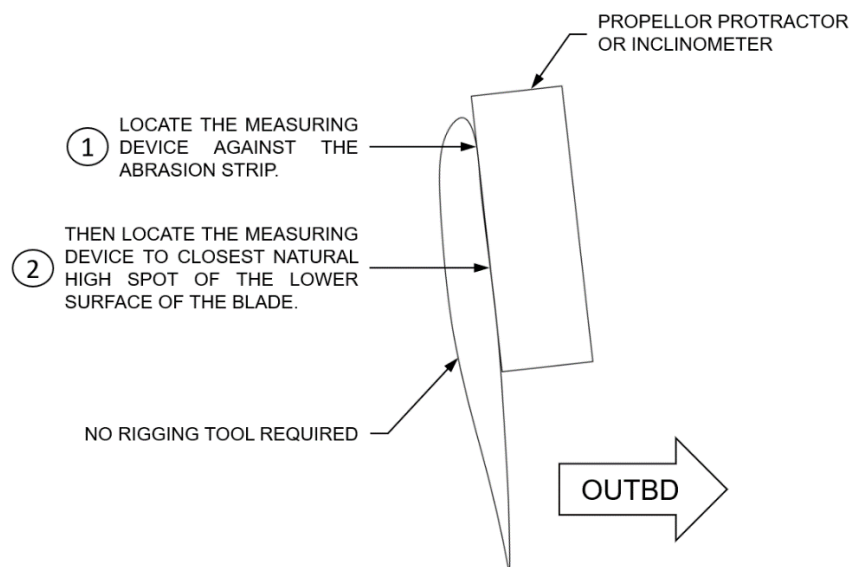 PROPELLOR PROTRACTOR
OR INCLINOMETER
1
LOCATE THE MEASURING
DEVICE AGAINST THE
ABRASION STRIP.
2
THEN LOCATE THE MEASURING
DEVICE TO CLOSEST NATURAL
HIGH SPOT OF THE LOWER
SURFACE OF THE BLADE.
NO RIGGING TOOL REQUIRED
OUTBD